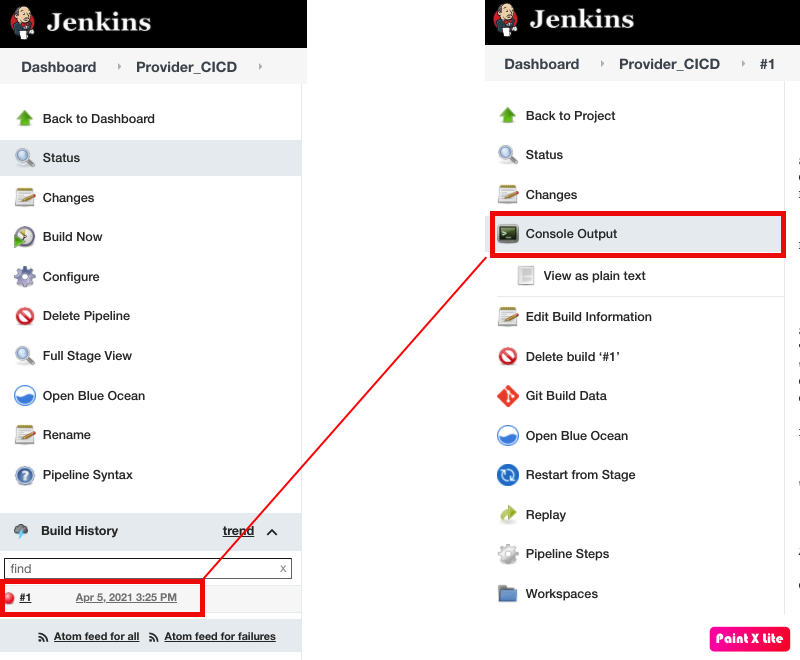 Jenkins
Dashboard
Provider_CICD
Back to Dashboard
Status
Changes
Build Now
Configure
Delete Pipeline
Full Stage View
Open Blue Ocean
Rename
Pipeline Syntax
Build History
trend
find
x
#1
Apr 5, 2021 3:25 PM
Atom feed for all
Atom feed for failures
Jenkins
Dashboard
Provider_CICD
#1
Back to Project
Status
Changes
Console Output
View as plain text
Edit Build Information
Delete build ‘#1’
Git Build Data
Open Blue Ocean
Restart from Stage
Replay
Pipeline Steps
Workspaces
Paint X Lite